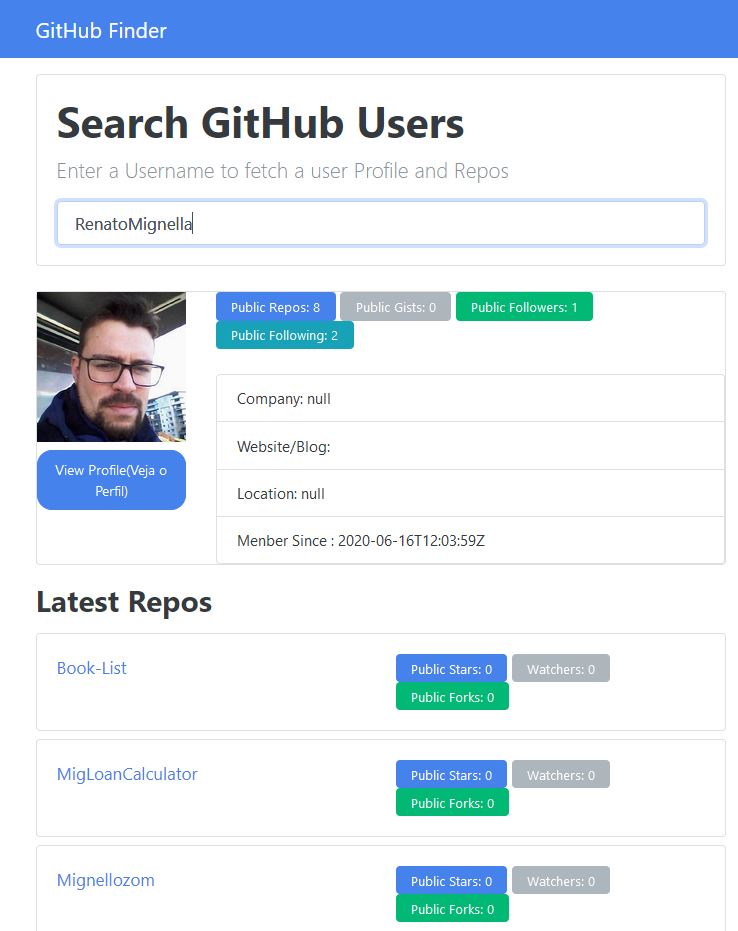 GitHub Finder
Search GitHub Users
Enter a Username to fetch a user Profile and Repos
RenatoMignella
Public Repos: 8 Public Gists: 0 Public Followers: 1
Public Following: 2
View Profile(Veja o
Perfil)
Company: null
Website/Blog:
Location: null
Menber Since : 2020-06-16T12:03:59Z
Latest Repos
Book-List
Public Stars: 0 Watchers: 0
Public Forks: 0
MigLoanCalculator
Public Stars: 0 Watchers: 0
Public Forks: 0
Mignellozom
Public Stars: 0 Watchers: 0
Public Forks: 0